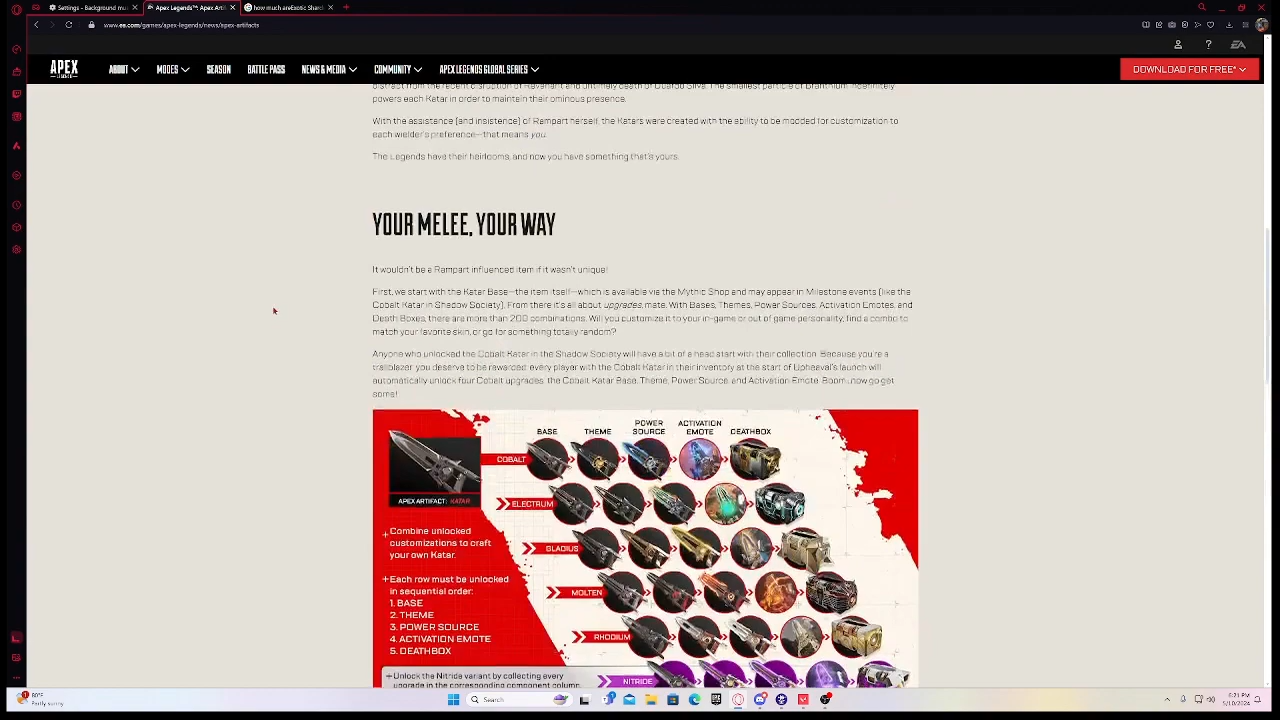 Settings - Background mu
Apex Legends™: Apex Arti
how much areExotic Shar
www.ea.com/games/apex-legends/news/apex-artifacts
APEX
LEGENDS
ABOUT
MODES
SEASON
BATTLE PASS
NEWS & MEDIA
COMMUNITY
APEX LEGENDS GLOBAL SERIES
DOWNLOAD FOR FREE*
powers each Katar in order to maintain their ominous presence.
With the assistance (and insistence) of Rampart herself, the Katars were created with the ability to be modded for customization to
each wielder's preference—that means you.
The Legends have their heirlooms, and now you have something that's yours.
YOUR MELEE, YOUR WAY
It wouldn't be a Rampart influenced item if it wasn't unique!
First, we start with the Katar Base—the item itself—which is available via the Mythic Shop and may appear in Milestone events (like the
Cobalt Katar in Shadow Society). From there it's all about upgrades, mate. With Bases, Themes, Power Sources, Activation Emotes, and
Death Boxes, there are more than 200 combinations. Will you customize it to your in-game or out of game personality, find a combo to
match your favorite skin, or go for something totally random?
Anyone who unlocked the Cobalt Katar in the Shadow Society will have a bit of a head start with their collection. Because you're a
trailblazer, you deserve to be rewarded: every player with the Cobalt Katar in their inventory at the start of Upheaval's launch will
automatically unlock four Cobalt upgrades: the Cobalt Katar Base, Theme, Power Source, and Activation Emote. Boom…now go get
some!
BASE
THEME
POWER
SOURCE
ACTIVATION
EMOTE
DEATHBOX
COBALT
APEX ARTIFACT: KATAR
ELECTRUM
+Combine unlocked
customizations to craft
your own Katar.
GLADIUS
+Each row must be unlocked
in sequential order:
1. BASE
2. THEME
3. POWER SOURCE
4. ACTIVATION EMOTE
5. DEATHBOX
MOLTEN
RHODIUM
+Unlock the Nitride variant by collecting every
upgrade in the corresponding component column.
NITRIDE
80°F
Partly sunny
Search
6:21 PM
5/10/2024